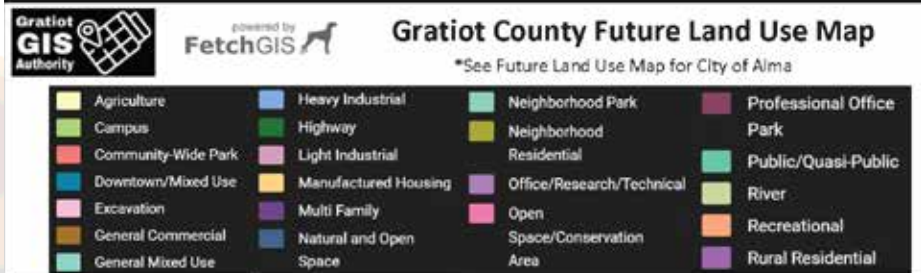 Gratiot
GIS
Authority
powered by
FetchGIS
Gratiot County Future Land Use Map
*See Future Land Use Map for City of Alma
Agriculture
Campus
Community-Wide Park
Downtown/Mixed Use
Excavation
General Commercial
General Mixed Use
Heavy Industrial
Highway
Light Industrial
Manufactured Housing
Multi Family
Natural and Open
Space
Neighborhood Park
Neighborhood
Residential
Office/Research/Technical
Open
Space/Conservation
Area
Professional Office
Park
Public/Quasi-Public
River
Recreational
Rural Residential